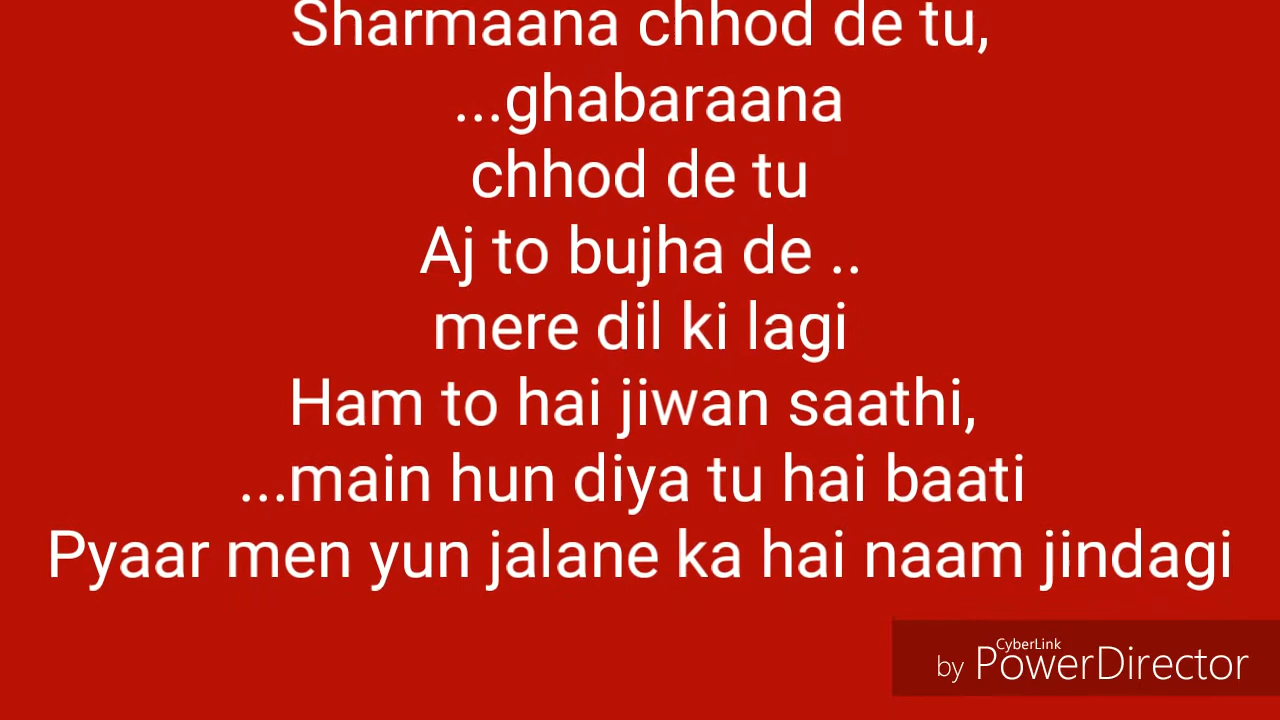 Sharmaana chhod de tu,
...ghabaraana
chhod de tu
Aj to bujha de ..
mere dil ki lagi
Ham to hai jiwan saathi,
...main hun diya tu hai baati
Pyaar men yun jalane ka hai naam jindagi
CyberLink
by PowerDirector